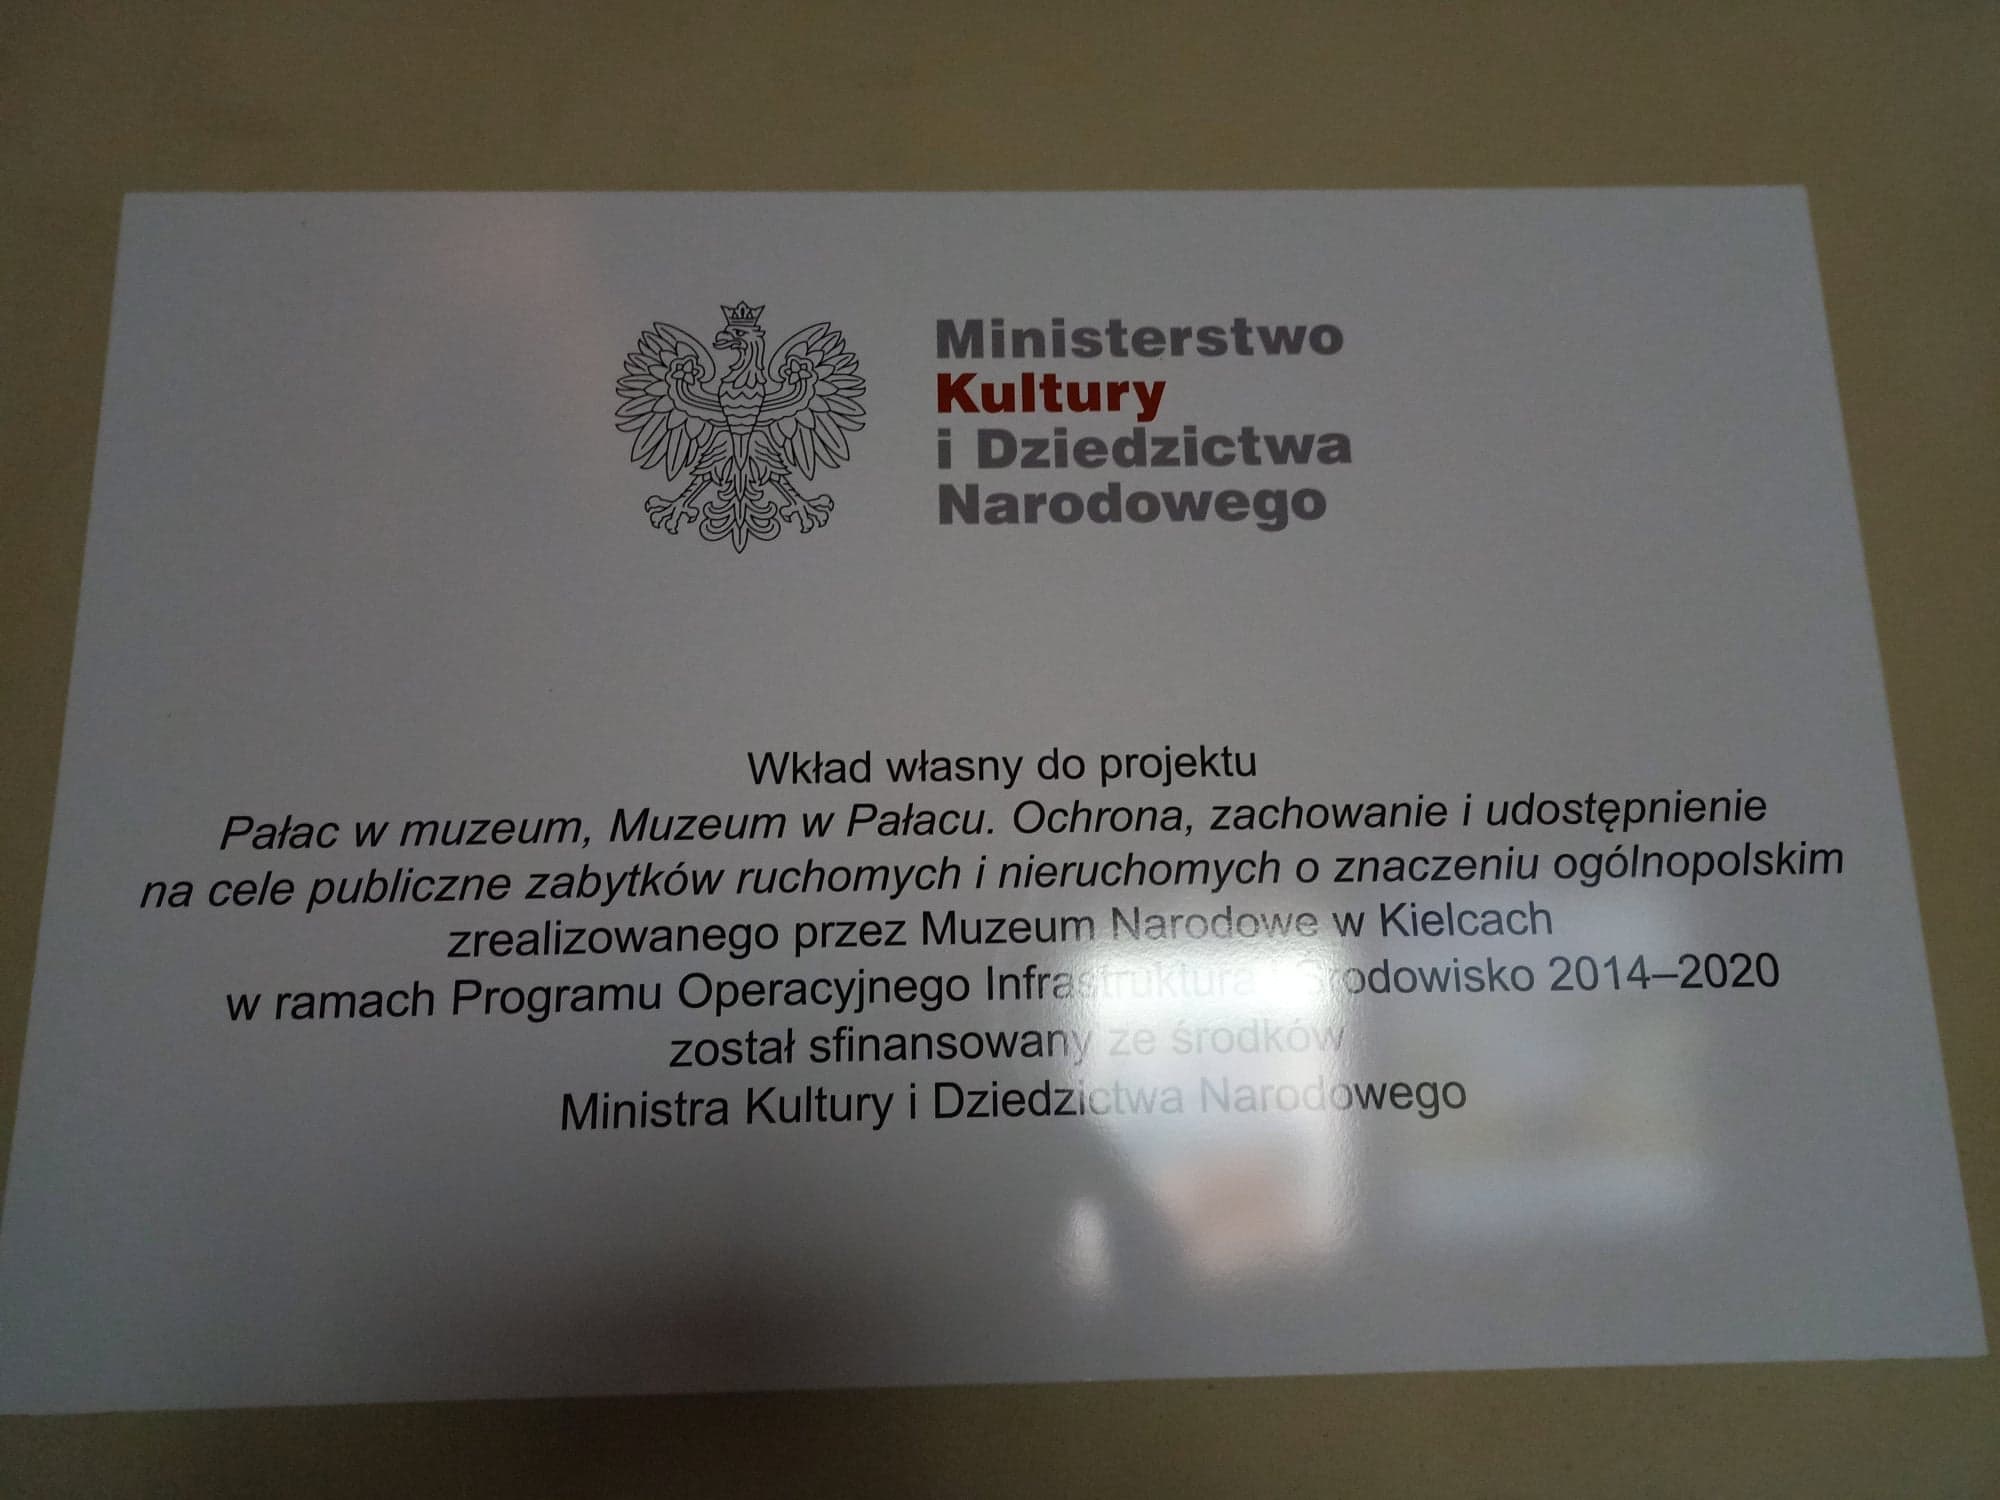 Ministerstwo
Kultury
i Dziedzictwa
Narodowego
Wkład własny do projektu
Pałac w muzeum, Muzeum w Pałacu. Ochrona, zachowanie i udostępnienie
na cele publiczne zabytków ruchomych i nieruchomych o znaczeniu ogólnopolskim
zrealizowanego przez Muzeum Narodowe w Kielcach
w ramach Programu Operacyjnego Infrastruktura i Środowisko 2014–2020
został sfinansowany ze środków
Ministra Kultury i Dziedzictwa Narodowego